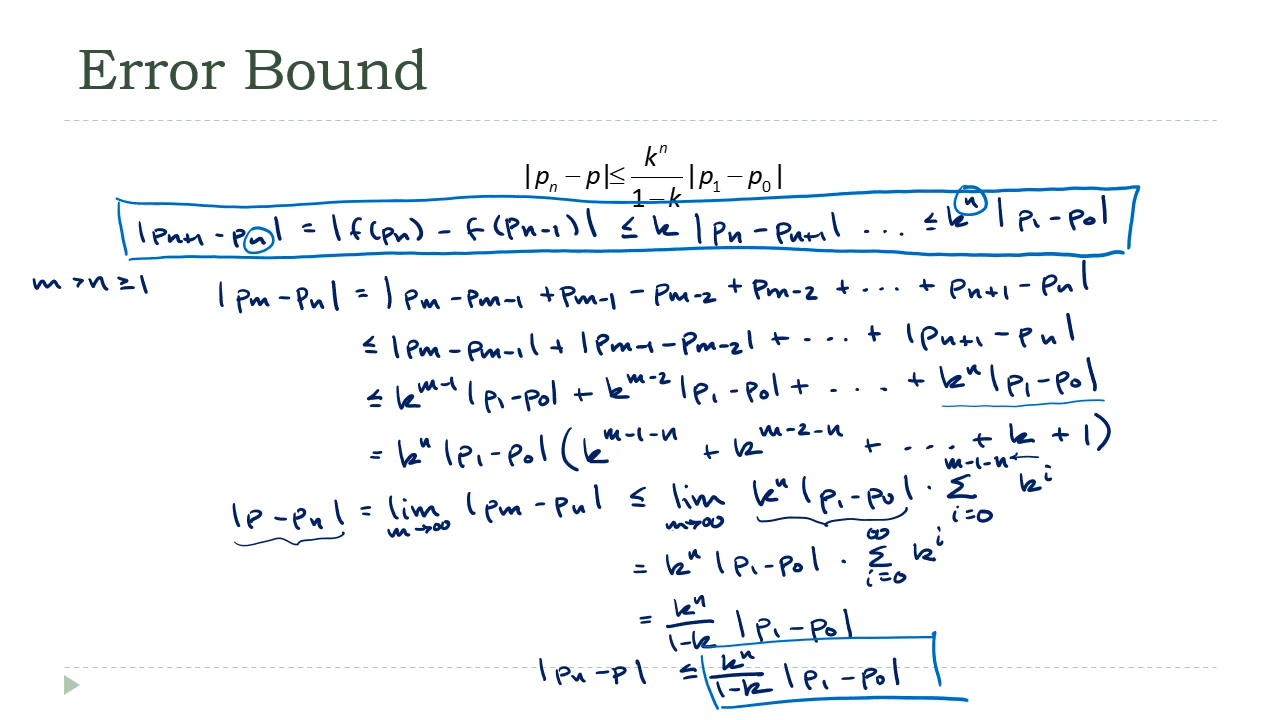 Error Bound
|p_n − p| ≤ k^n/(1−k) |p_1 − p_0|
|p_{n+1} − p_n| = |f(p_n) − f(p_{n−1})| ≤ k |p_n − p_{n+1}| ... ≤ k^n |p_1 − p_0|
m > n ≥ 1 |p_m − p_n| = |p_m − p_{m−1} + p_{m−1} − p_{m−2} + p_{m−2} + ... + p_{n+1} − p_n|
≤ |p_m − p_{m−1}| + |p_{m−1} − p_{m−2}| + ... + |p_{n+1} − p_n|
≤ k^{m−1} |p_1 − p_0| + k^{m−2} |p_1 − p_0| + ... + k^n |p_1 − p_0|
= k^n |p_1 − p_0| (k^{m−1−n} + k^{m−2−n} + ... + k + 1)
|p − p_n| = lim_{m→∞} |p_m − p_n| ≤ lim_{m→∞} k^n |p_1 − p_0| · ∑_{i=0}^{m−1−n} k^i
= k^n |p_1 − p_0| · ∑_{i=0}^{∞} k^i
= k^n/(1−k) |p_1 − p_0|
|p_n − p| ≤ k^n/(1−k) |p_1 − p_0|